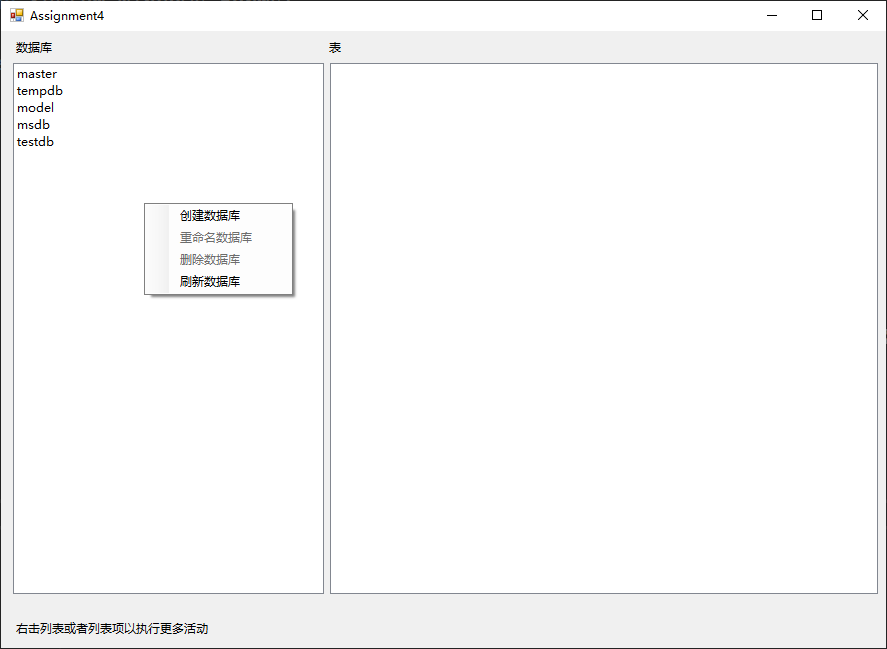 Assignment4
数据库
表
master
tempdb
model
msdb
testdb
创建数据库
重命名数据库
删除数据库
刷新数据库
右击列表或者列表项以执行更多活动